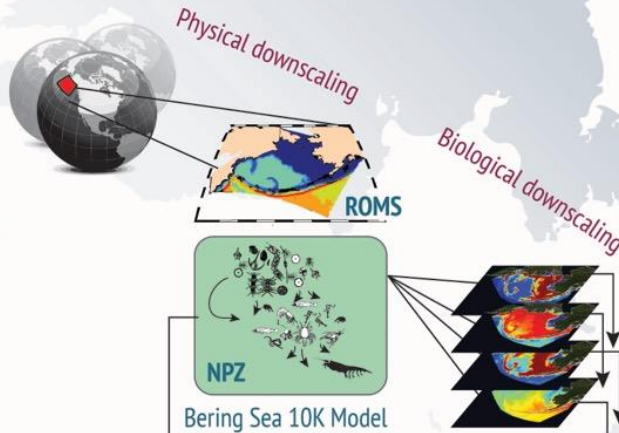 Physical downscaling
ROMS
Biological downscaling
NPZ
Bering Sea 10K Model